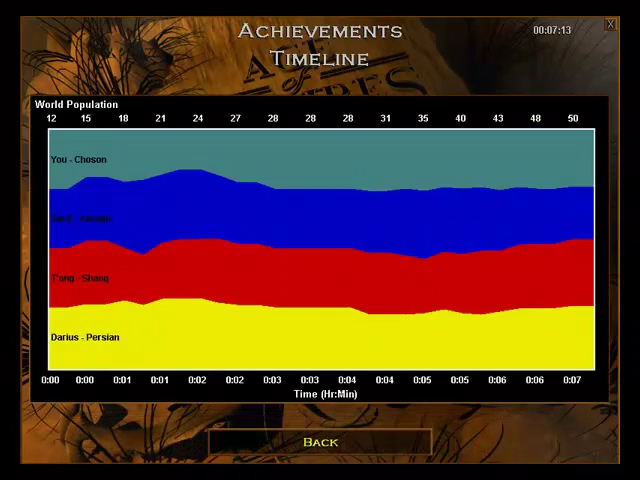 ACHIEVEMENTS
TIMELINE
00:07:13
X
AGE
of
World Population
12 15 18 21 24 27 28 28 28 31 35 40 43 48 50
You - Choson
T'ang - Shang
Darius - Persian
0:00 0:00 0:01 0:01 0:02 0:02 0:03 0:03 0:04 0:04 0:05 0:05 0:06 0:06 0:07
Time (Hr:Min)
BACK